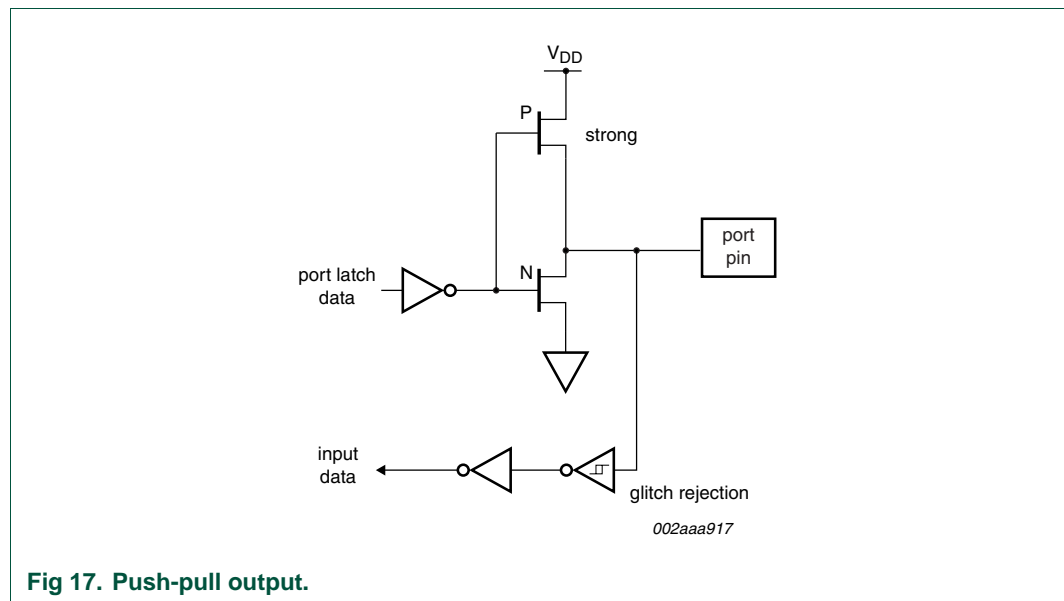 VDD
P
strong
port
pin
N
port latch
data
input
data
glitch rejection
002aaa917
Fig 17. Push-pull output.